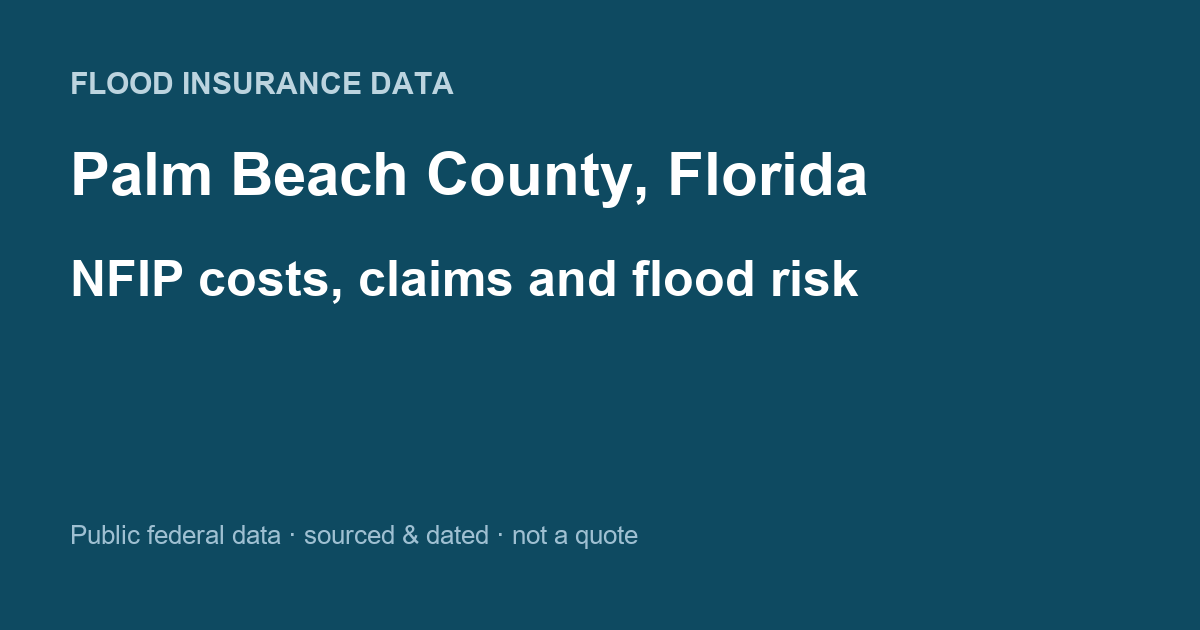 FLOOD INSURANCE DATA
Palm Beach County, Florida
NFIP costs, claims and flood risk
Public federal data · sourced & dated · not a quote